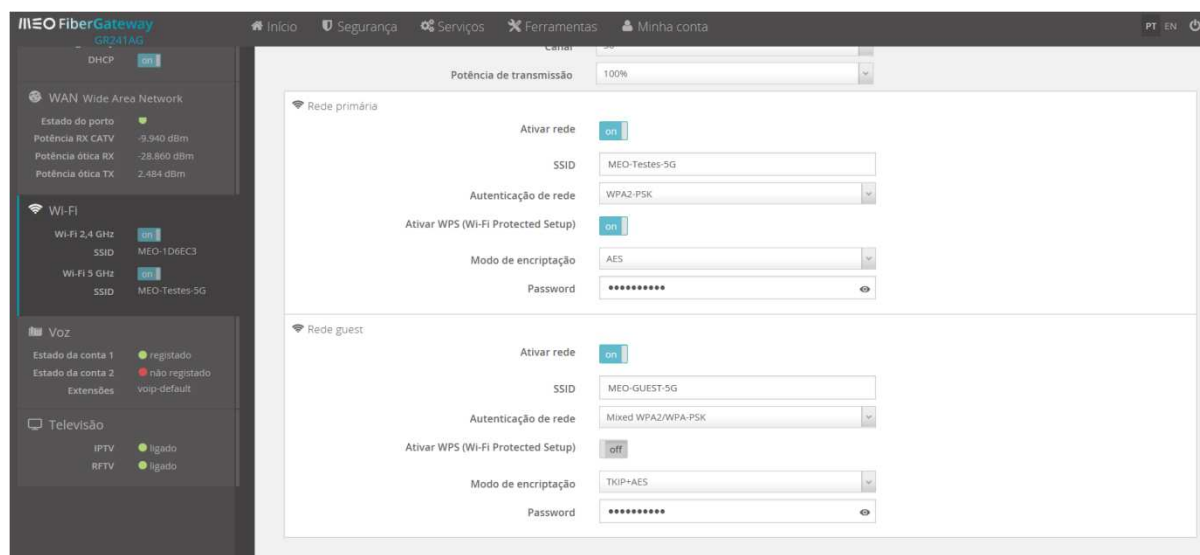 MEO FiberGateway
GR241AG
Início
Segurança
Serviços
Ferramentas
Minha conta
PT EN
DHCP on
WAN Wide Area Network
Estado do porto
Potência RX CATV -9.940 dBm
Potência ótica RX -28.860 dBm
Potência ótica TX 2.484 dBm
Wi-Fi
Wi-Fi 2,4 GHz on
SSID MEO-1D6EC3
Wi-Fi 5 GHz on
SSID MEO-Testes-5G
Voz
Estado da conta 1 registado
Estado da conta 2 não registado
Extensões voip-default
Televisão
IPTV ligado
RFTV ligado
Canal
Potência de transmissão 100%
Rede primária
Ativar rede on
SSID MEO-Testes-5G
Autenticação de rede WPA2-PSK
Ativar WPS (Wi-Fi Protected Setup) on
Modo de encriptação AES
Password ••••••••••
Rede guest
Ativar rede on
SSID MEO-GUEST-5G
Autenticação de rede Mixed WPA2/WPA-PSK
Ativar WPS (Wi-Fi Protected Setup) off
Modo de encriptação TKIP+AES
Password ••••••••••